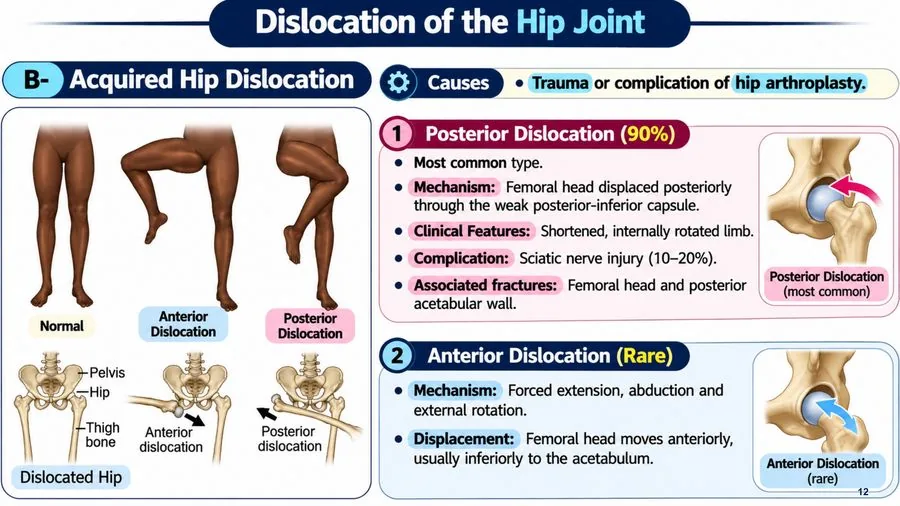 Dislocation of the Hip Joint
B- Acquired Hip Dislocation
Normal
Anterior
Dislocation
Posterior
Dislocation
Pelvis
Hip
Thigh
bone
Anterior
dislocation
Posterior
dislocation
Dislocated Hip
Causes
• Trauma or complication of hip arthroplasty.
1 Posterior Dislocation (90%)
• Most common type.
• Mechanism: Femoral head displaced posteriorly
through the weak posterior-inferior capsule.
• Clinical Features: Shortened, internally rotated limb.
• Complication: Sciatic nerve injury (10–20%).
• Associated fractures: Femoral head and posterior
acetabular wall.
Posterior Dislocation
(most common)
2 Anterior Dislocation (Rare)
• Mechanism: Forced extension, abduction and
external rotation.
• Displacement: Femoral head moves anteriorly,
usually inferiorly to the acetabulum.
Anterior Dislocation
(rare)
12